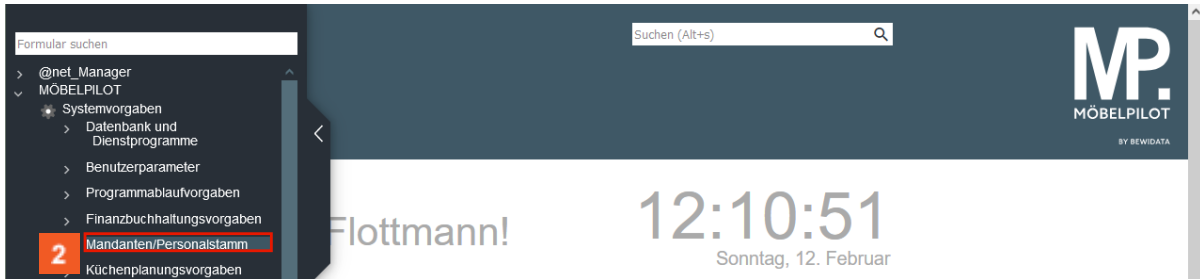 Formular suchen
@net_Manager
MÖBELPILOT
Systemvorgaben
Datenbank und
Dienstprogramme
Benutzerparameter
Programmablaufvorgaben
Finanzbuchhaltungsvorgaben
2 Mandanten/Personalstamm
Küchenplanungsvorgaben
Suchen (Alt+s)
MP.
MÖBELPILOT
BY BEWIDATA
Flottmann!
12:10:51
Sonntag, 12. Februar